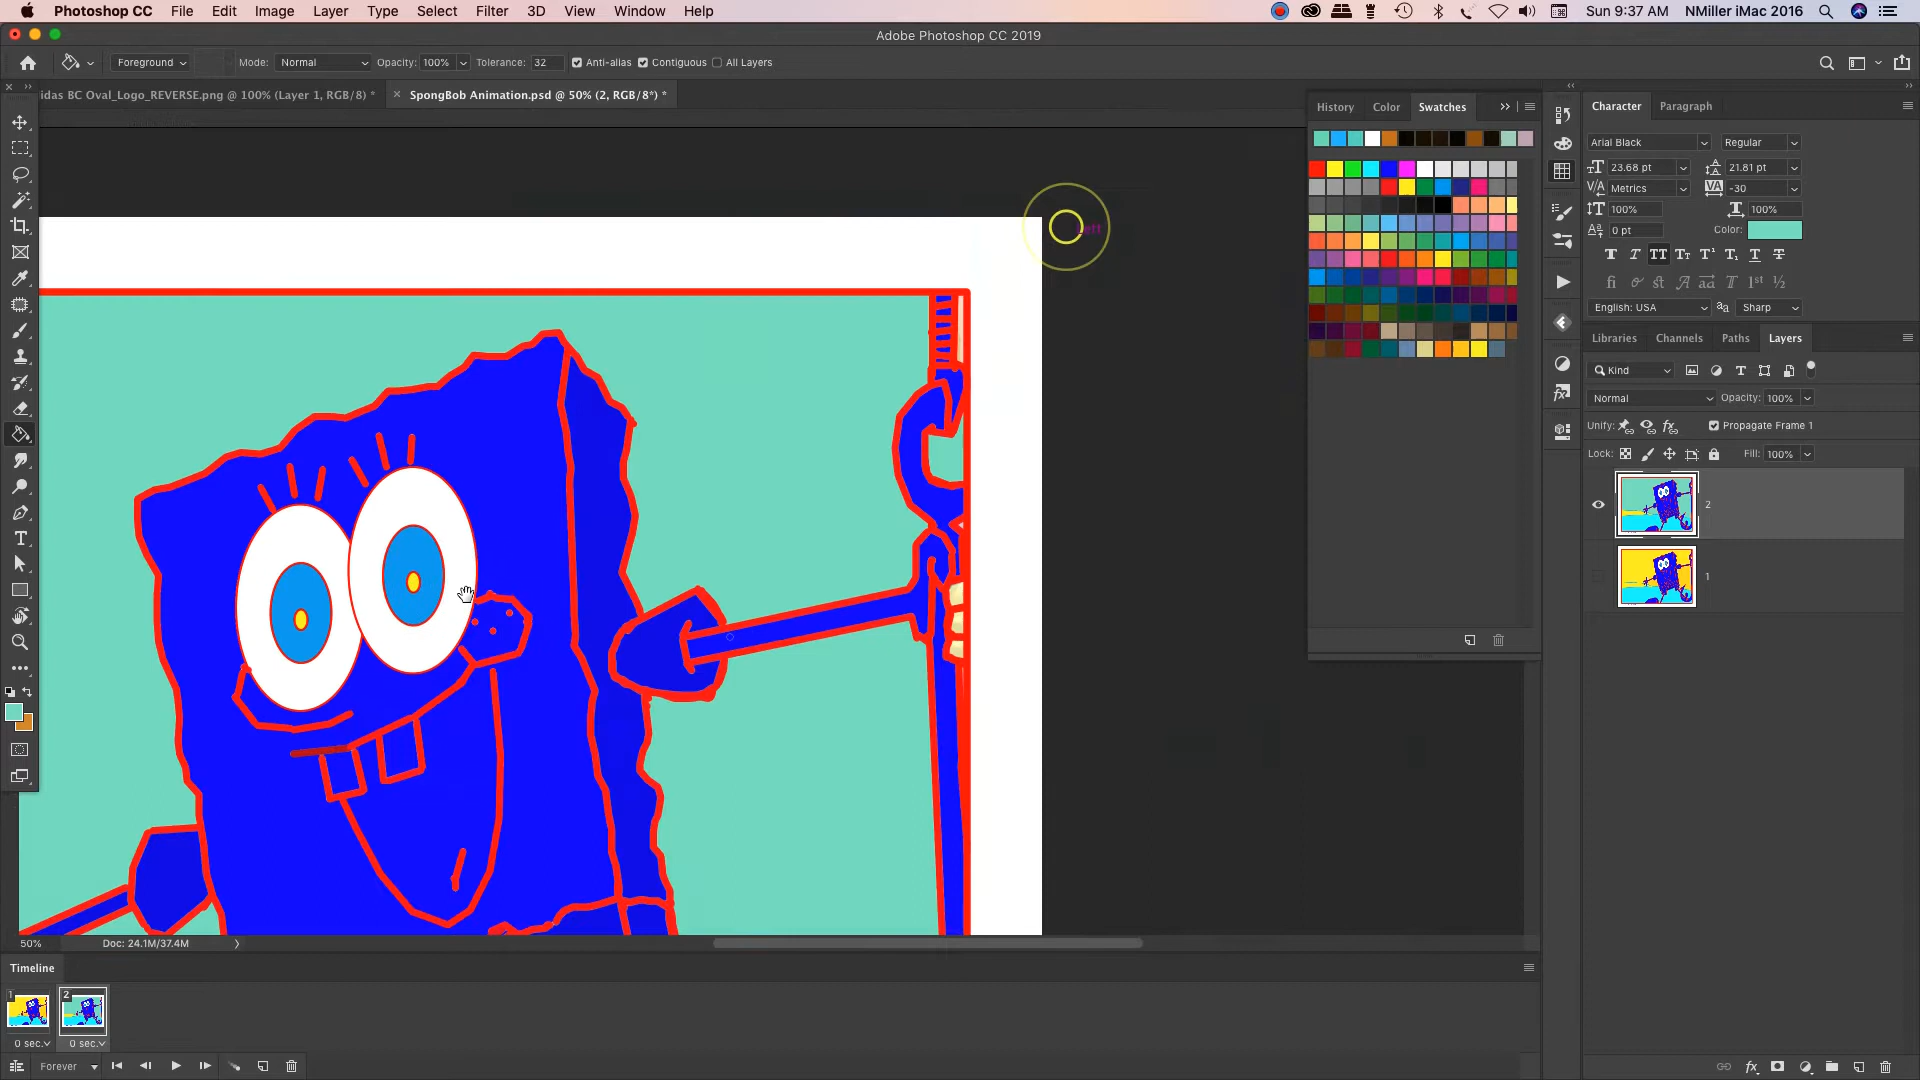 Photoshop CC File Edit Image Layer Type Select Filter 3D View Window Help Sun 9:37 AM NMiller iMac 2016
Adobe Photoshop CC 2019
Foreground Mode: Normal Opacity: 100% Tolerance: 32 Anti-alias Contiguous All Layers
idas BC Oval_Logo_REVERSE.png @ 100% (Layer 1, RGB/8) * SpongBob Animation.psd @ 50% (2, RGB/8*) *
History Color Swatches
Character Paragraph
Arial Black Regular
23.68 pt 21.81 pt
Metrics -30
100% 100%
0 pt Color:
English: USA Sharp
Libraries Channels Paths Layers
Kind
Normal Opacity: 100%
Unify: Propagate Frame 1
Lock: Fill: 100%
2
1
50% Doc: 24.1M/37.4M
Timeline
1 2
0 sec. 0 sec.
Forever